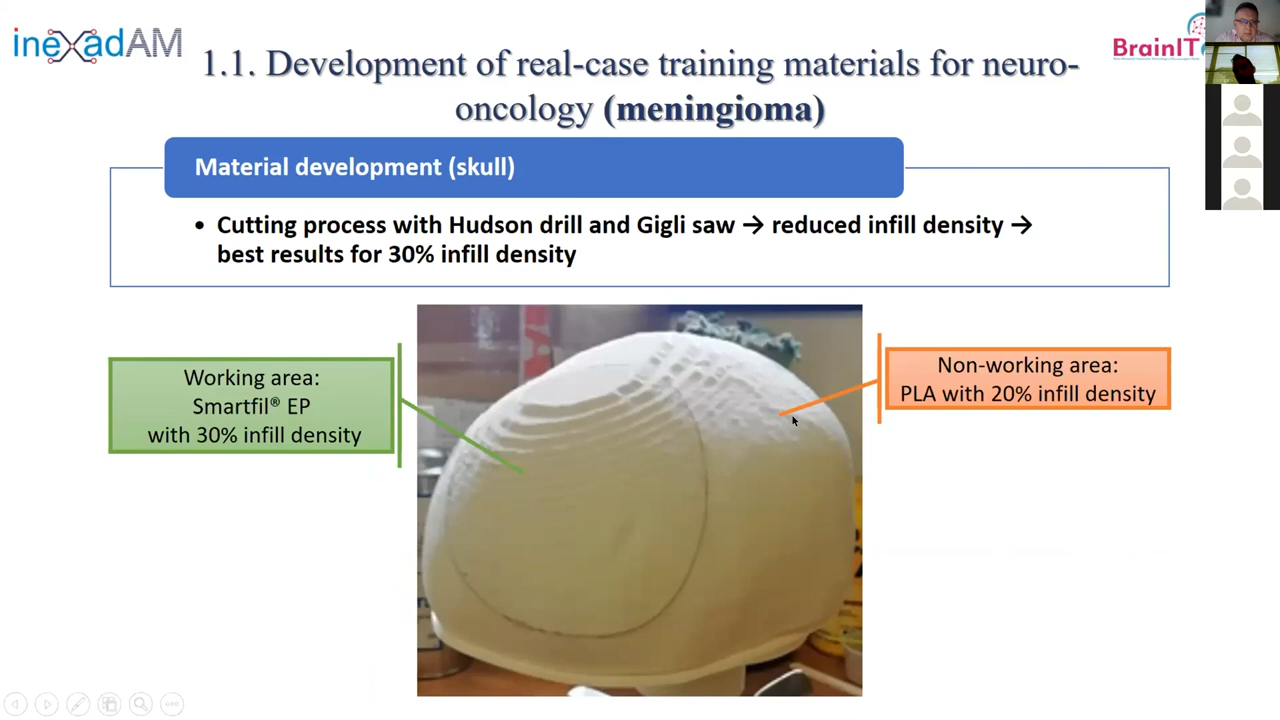 inexadAM
BrainIT
1.1. Development of real-case training materials for neuro-
oncology (meningioma)
Material development (skull)
• Cutting process with Hudson drill and Gigli saw → reduced infill density →
best results for 30% infill density
Working area:
Smartfil® EP
with 30% infill density
Non-working area:
PLA with 20% infill density